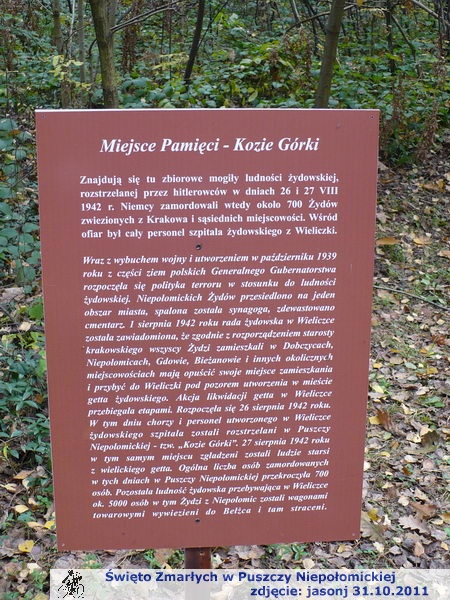 Miejsce Pamięci - Kozie Górki
Znajdują się tu zbiorowe mogiły ludności żydowskiej,
rozstrzelanej przez hitlerowców w dniach 26 i 27 VIII
1942 r. Niemcy zamordowali wtedy około 700 Żydów
zwiezionych z Krakowa i sąsiednich miejscowości. Wśród
ofiar był cały personel szpitala żydowskiego z Wieliczki.
Wraz z wybuchem wojny i utworzeniem w październiku 1939
roku z części ziem polskich Generalnego Gubernatorstwa
rozpoczęła się polityka terroru w stosunku do ludności
żydowskiej. Niepołomickich Żydów przesiedlono na jeden
obszar miasta, spalona została synagoga, zdewastowano
cmentarz. 1 sierpnia 1942 roku rada żydowska w Wieliczce
została zawiadomiona, że zgodnie z rozporządzeniem starosty
krakowskiego wszyscy Żydzi zamieszkali w Dobczycach,
Niepołomicach, Gdowie, Bieżanowie i innych okolicznych
miejscowościach mają opuścić swoje miejsce zamieszkania
i przybyć do Wieliczki pod pozorem utworzenia w mieście
getta żydowskiego. Akcja likwidacji getta w Wieliczce
przebiegała etapami. Rozpoczęła się 26 sierpnia 1942 roku.
W tym dniu chorzy i personel utworzonego w Wieliczce
żydowskiego szpitala zostali rozstrzelani w Puszczy
Niepołomickiej - tzw. „Kozie Górki”. 27 sierpnia 1942 roku
w tym samym miejscu zgładzeni zostali ludzie starsi
z wielickiego getta. Ogólna liczba osób zamordowanych
w tych dniach w Puszczy Niepołomickiej przekroczyła 700
osób. Pozostała ludność żydowska przebywająca w Wieliczce
ok. 5000 osób w tym Żydzi z Niepołomic zostali wagonami
towarowymi wywiezieni do Bełżca i tam straceni.
Święto Zmarłych w Puszczy Niepołomickiej
zdjęcie: jasonj 31.10.2011